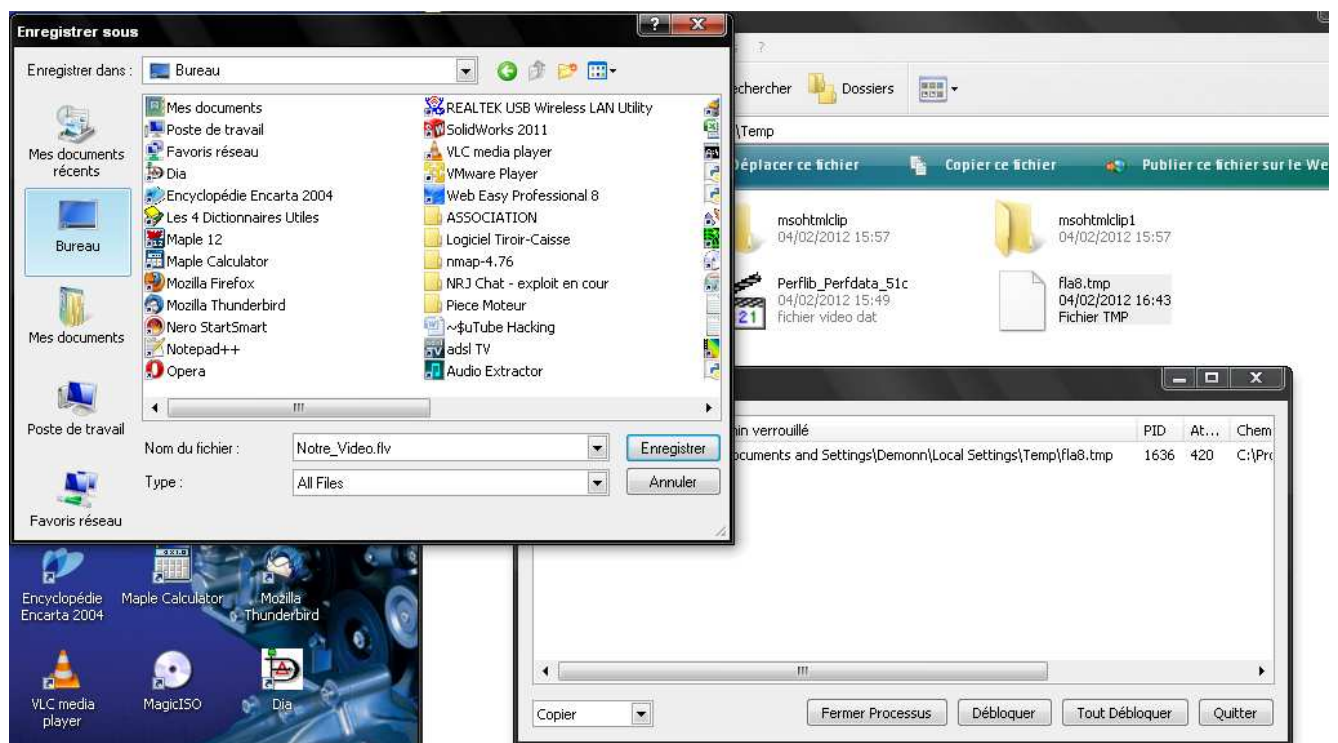 Enregistrer sous
Enregistrer dans :
Bureau
Mes documents récents
Bureau
Mes documents
Poste de travail
Favoris réseau
Mes documents
Poste de travail
Favoris réseau
Dia
Encyclopédie Encarta 2004
Les 4 Dictionnaires Utiles
Maple 12
Maple Calculator
Mozilla Firefox
Mozilla Thunderbird
Nero StartSmart
Notepad++
Opera
REALTEK USB Wireless LAN Utility
SolidWorks 2011
VLC media player
VMware Player
Web Easy Professional 8
ASSOCIATION
Logiciel Tiroir-Caisse
nmap-4.76
NRJ Chat - exploit en cour
Piece Moteur
~$uTube Hacking
adsl TV
Audio Extractor
Nom du fichier :
Notre_Video.flv
Enregistrer
Type :
All Files
Annuler
?
echercher
Dossiers
\Temp
Déplacer ce fichier
Copier ce fichier
Publier ce fichier sur le We
msohtmlclip
04/02/2012 15:57
msohtmlclip1
04/02/2012 15:57
Perflib_Perfdata_51c
04/02/2012 15:49
fichier video dat
fla8.tmp
04/02/2012 16:43
Fichier TMP
in verrouillé
PID
At...
Chem
ocuments and Settings\Demonn\Local Settings\Temp\fla8.tmp
1636
420
C:\Pro
Copier
Fermer Processus
Débloquer
Tout Débloquer
Quitter
Encyclopédie
Encarta 2004
Maple Calculator
Mozilla
Thunderbird
VLC media
player
MagicISO
Dia